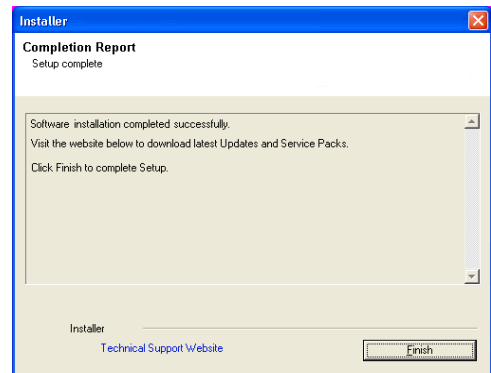 Installer
Completion Report
Setup complete
Software installation completed successfully.
Visit the website below to download latest Updates and Service Packs.
Click Finish to complete Setup.
Installer
Technical Support Website
Finish